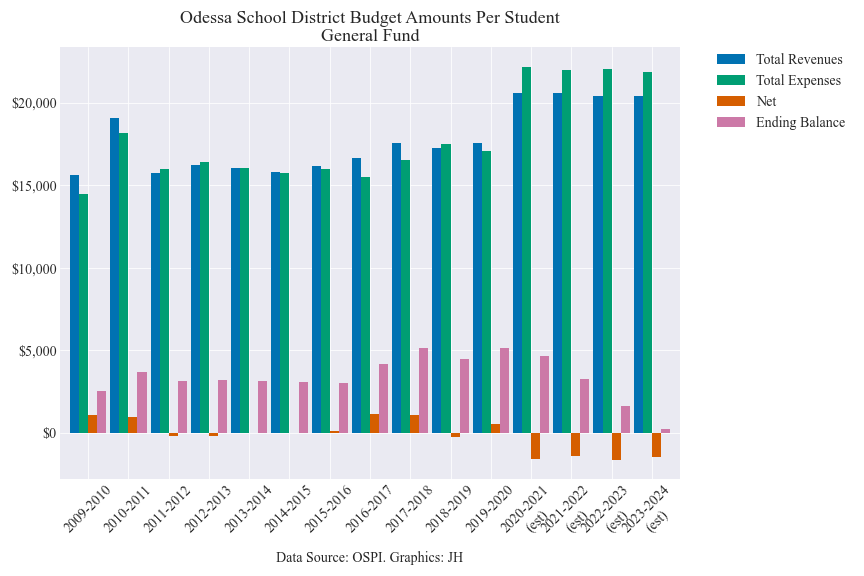 Odessa School District Budget Amounts Per Student
General Fund
Total Revenues
Total Expenses
Net
Ending Balance
$20,000
$15,000
$10,000
$5,000
$0
2009-2010
2010-2011
2011-2012
2012-2013
2013-2014
2014-2015
2015-2016
2016-2017
2017-2018
2018-2019
2019-2020
2020-2021
(est)
2021-2022
(est)
2022-2023
(est)
2023-2024
(est)
Data Source: OSPI. Graphics: JH